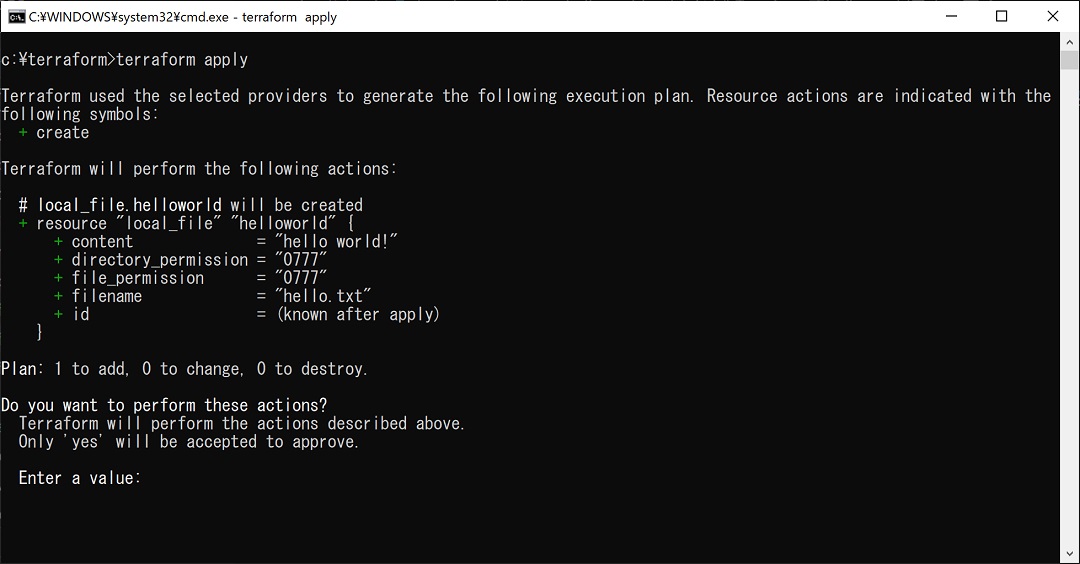 C:¥WINDOWS¥system32¥cmd.exe - terraform  apply
c:¥terraform>terraform apply
Terraform used the selected providers to generate the following execution plan. Resource actions are indicated with the
following symbols:
  + create
Terraform will perform the following actions:
  # local_file.helloworld will be created
  + resource "local_file" "helloworld" {
      + content              = "hello world!"
      + directory_permission = "0777"
      + file_permission      = "0777"
      + filename             = "hello.txt"
      + id                   = (known after apply)
    }
Plan: 1 to add, 0 to change, 0 to destroy.
Do you want to perform these actions?
  Terraform will perform the actions described above.
  Only 'yes' will be accepted to approve.
  Enter a value: